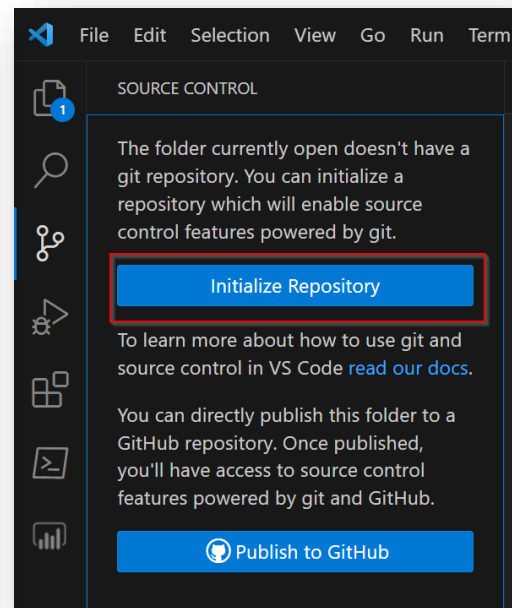 File Edit Selection View Go Run Term
SOURCE CONTROL
1
The folder currently open doesn't have a
git repository. You can initialize a
repository which will enable source
control features powered by git.
Initialize Repository
To learn more about how to use git and
source control in VS Code read our docs.
You can directly publish this folder to a
GitHub repository. Once published,
you'll have access to source control
features powered by git and GitHub.
Publish to GitHub